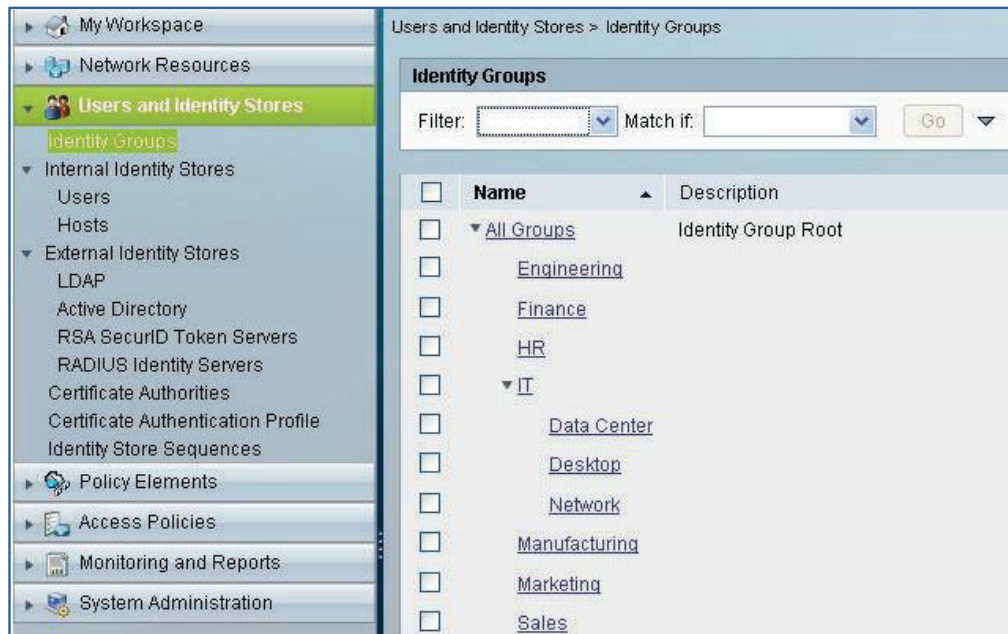 My Workspace
Network Resources
Users and Identity Stores
Identity Groups
Internal Identity Stores
Users
Hosts
External Identity Stores
LDAP
Active Directory
RSA SecurID Token Servers
RADIUS Identity Servers
Certificate Authorities
Certificate Authentication Profile
Identity Store Sequences
Policy Elements
Access Policies
Monitoring and Reports
System Administration
Users and Identity Stores > Identity Groups
Identity Groups
Filter: Match if: Go
Name Description
All Groups Identity Group Root
Engineering
Finance
HR
IT
Data Center
Desktop
Network
Manufacturing
Marketing
Sales